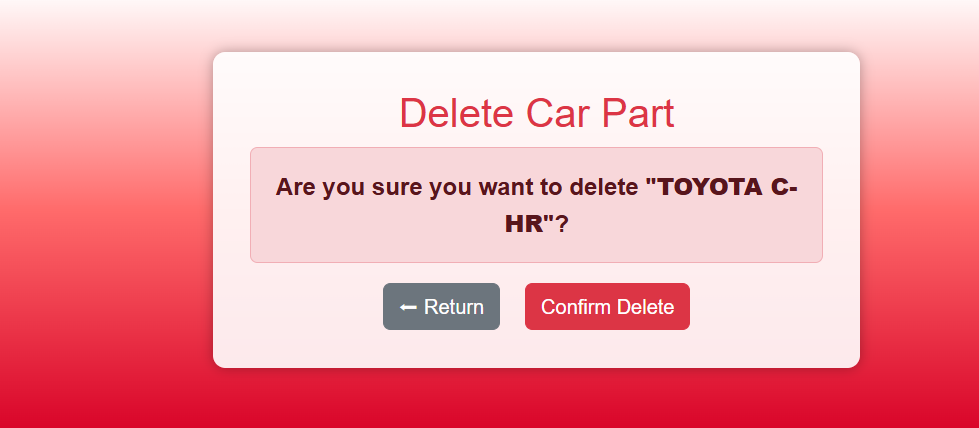 Delete Car Part
Are you sure you want to delete "TOYOTA C-
HR"?
← Return
Confirm Delete